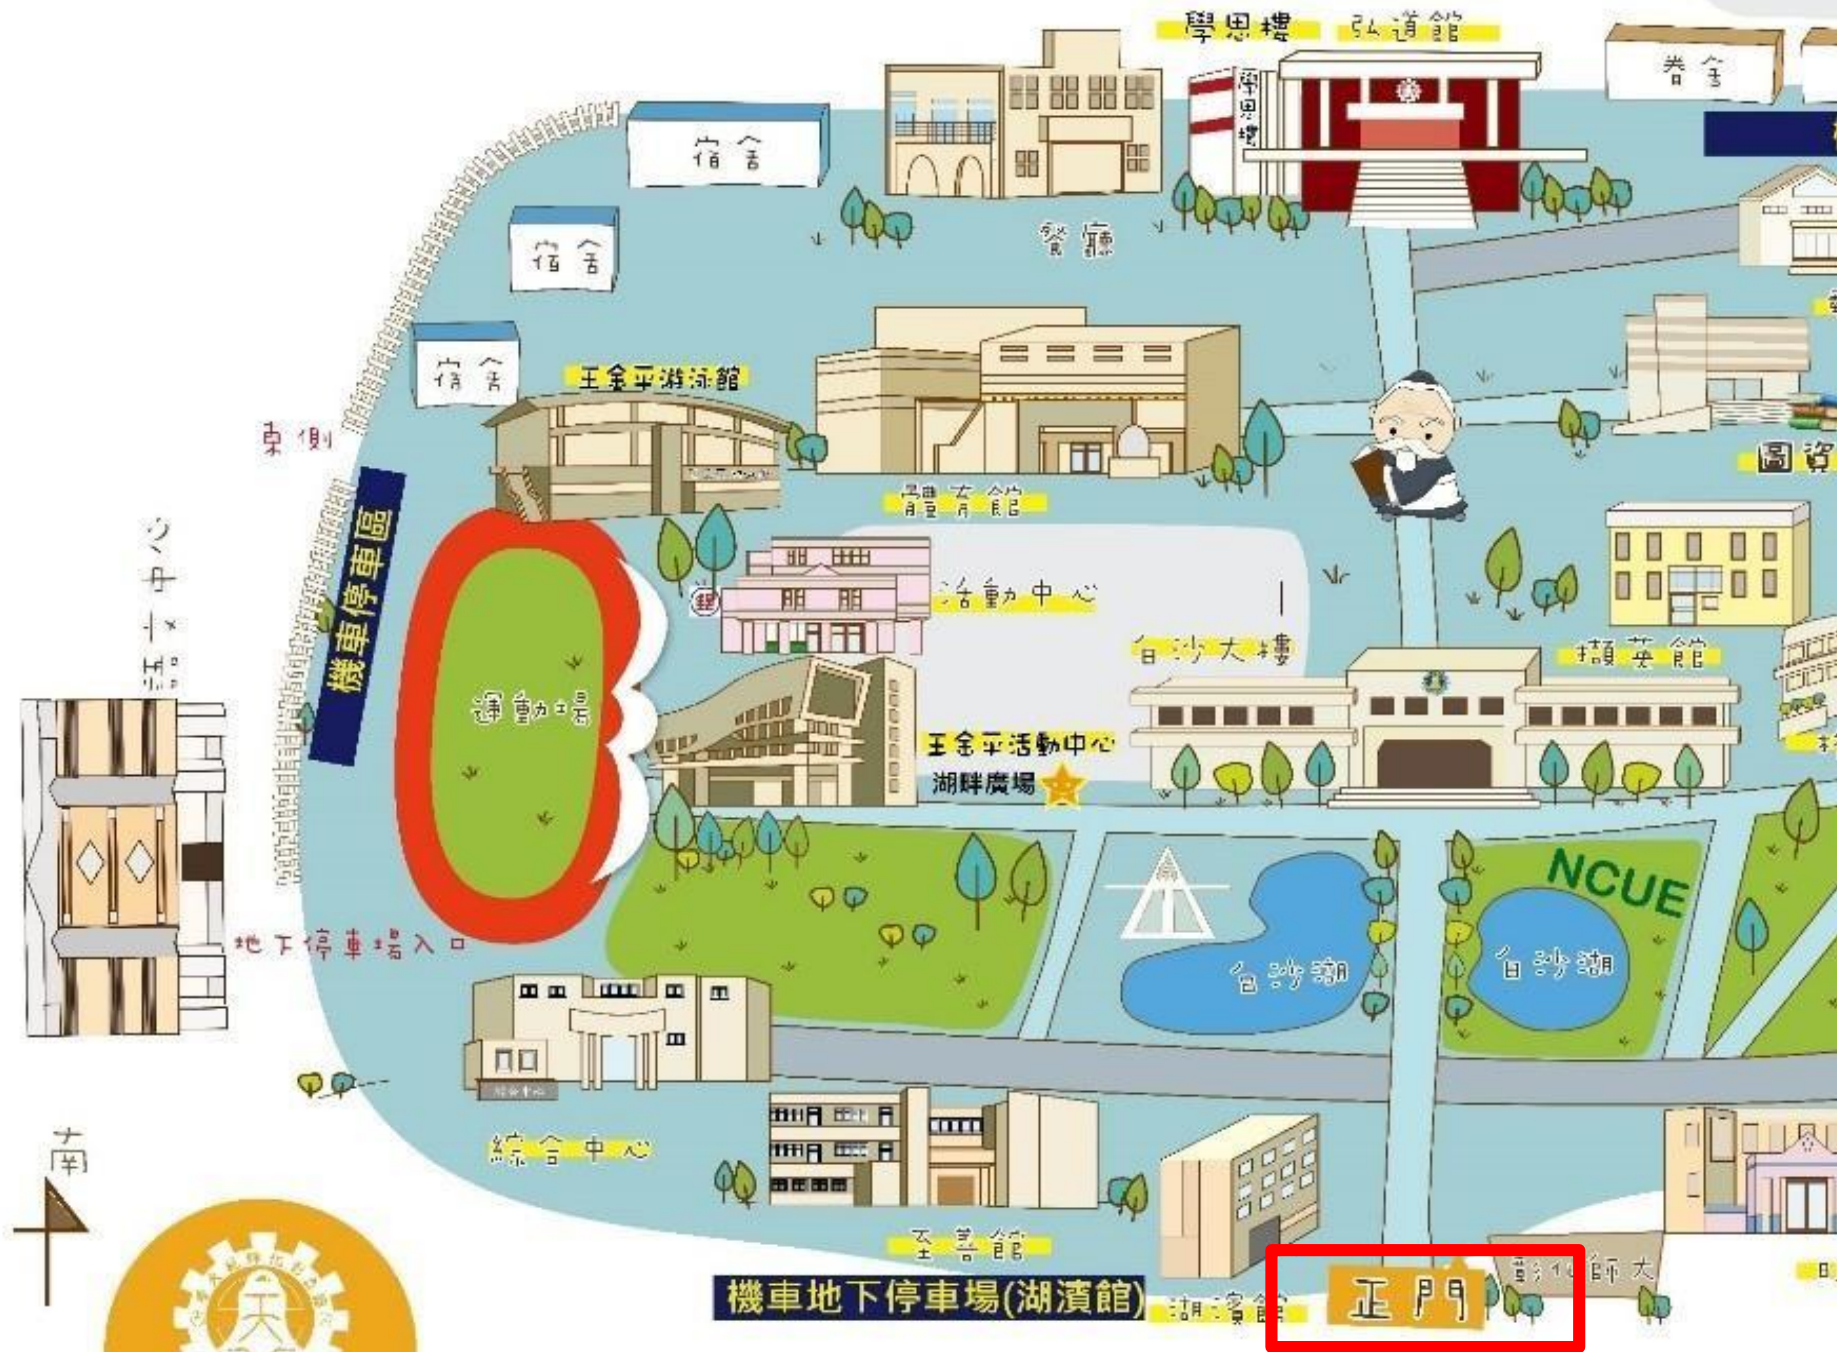 學思樓
弘道館
學思樓
眷舍
宿舍
餐廳
宿舍
宿舍
王金平游泳館
東側
體育館
圖資
機車停車區
語文中心
活動中心
白沙大樓
擷英館
運動場
王金平活動中心
湖畔廣場
NCUE
地下停車場入口
白沙湖
白沙湖
綜合中心
南
至善館
彰化師大
機車地下停車場(湖濱館)
湖濱館
正門